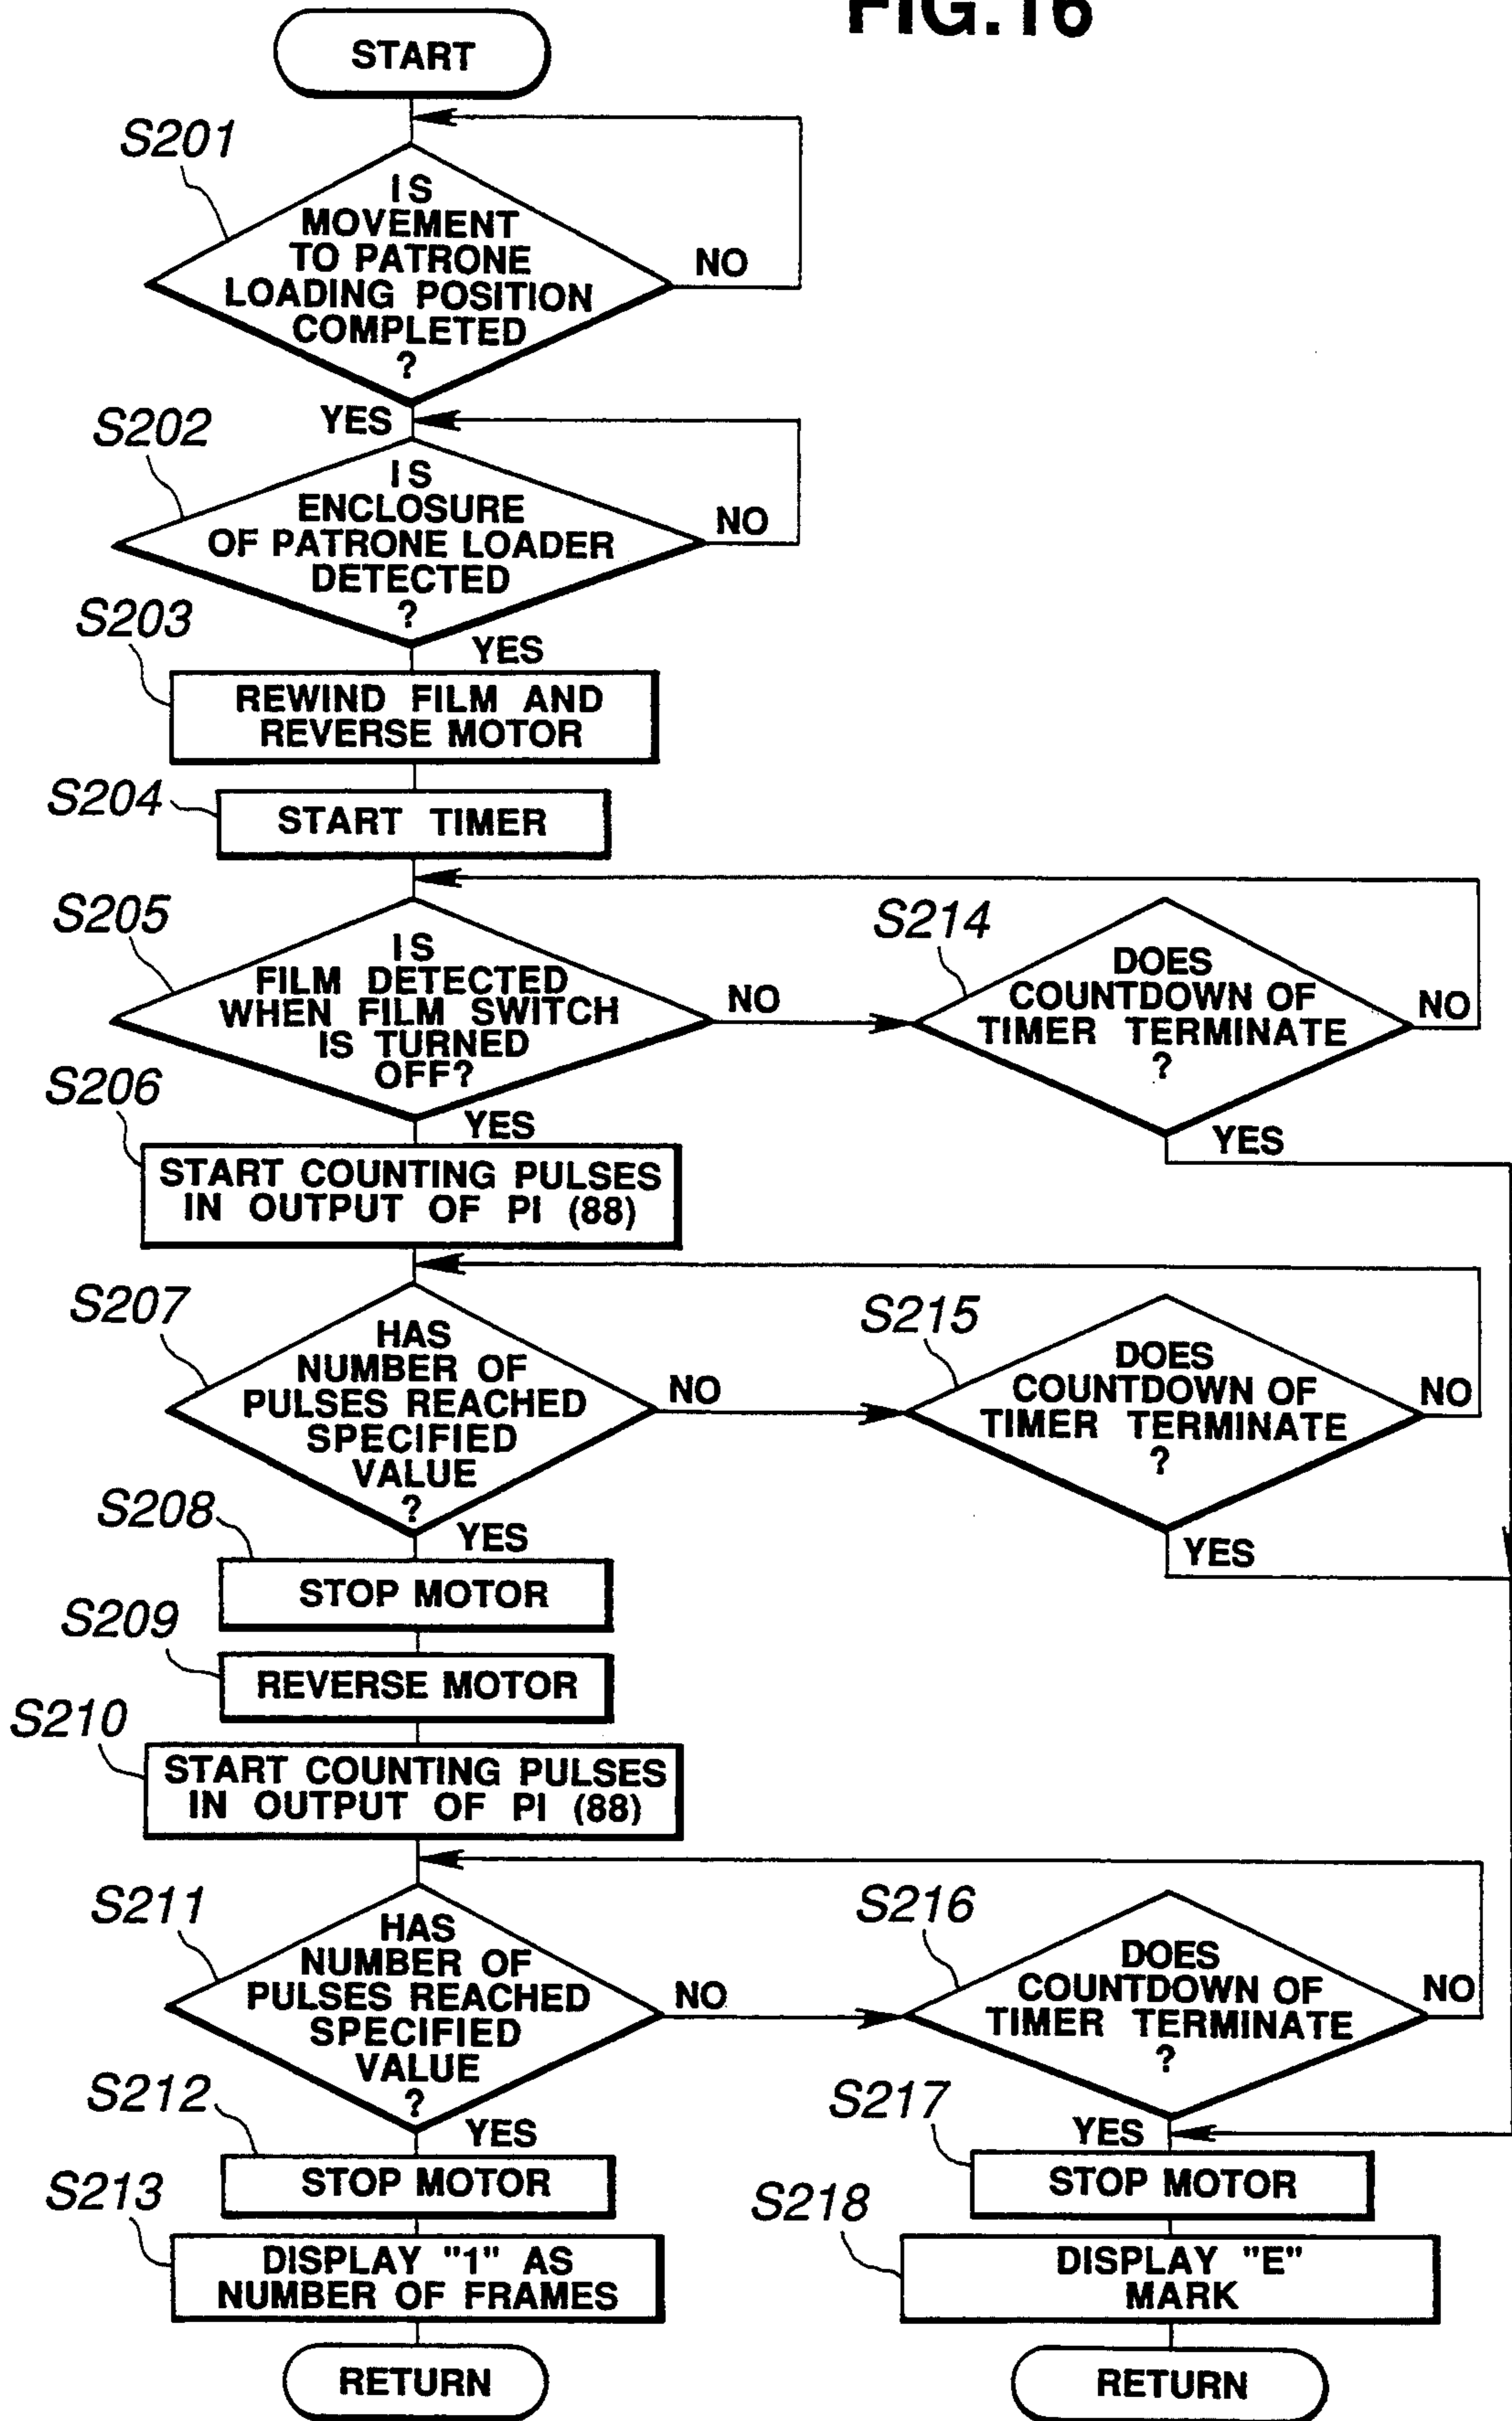 FIG.16
START
S201
IS
MOVEMENT
TO PATRONE
LOADING POSITION
COMPLETED
?
NO
YES
S202
IS
ENCLOSURE
OF PATRONE LOADER
DETECTED
?
NO
YES
S203
REWIND FILM AND
REVERSE MOTOR
S204
START TIMER
S205
IS
FILM DETECTED
WHEN FILM SWITCH
IS TURNED
OFF?
NO
S214
DOES
COUNTDOWN OF
TIMER TERMINATE
?
NO
YES
YES
S206
START COUNTING PULSES
IN OUTPUT OF PI (88)
S207
HAS
NUMBER OF
PULSES REACHED
SPECIFIED
VALUE
?
NO
S215
DOES
COUNTDOWN OF
TIMER TERMINATE
?
NO
YES
YES
S208
STOP MOTOR
S209
REVERSE MOTOR
S210
START COUNTING PULSES
IN OUTPUT OF PI (88)
S211
HAS
NUMBER OF
PULSES REACHED
SPECIFIED
VALUE
?
NO
S216
DOES
COUNTDOWN OF
TIMER TERMINATE
?
NO
YES
YES
S212
STOP MOTOR
S213
DISPLAY "1" AS
NUMBER OF FRAMES
RETURN
S217
STOP MOTOR
S218
DISPLAY "E"
MARK
RETURN